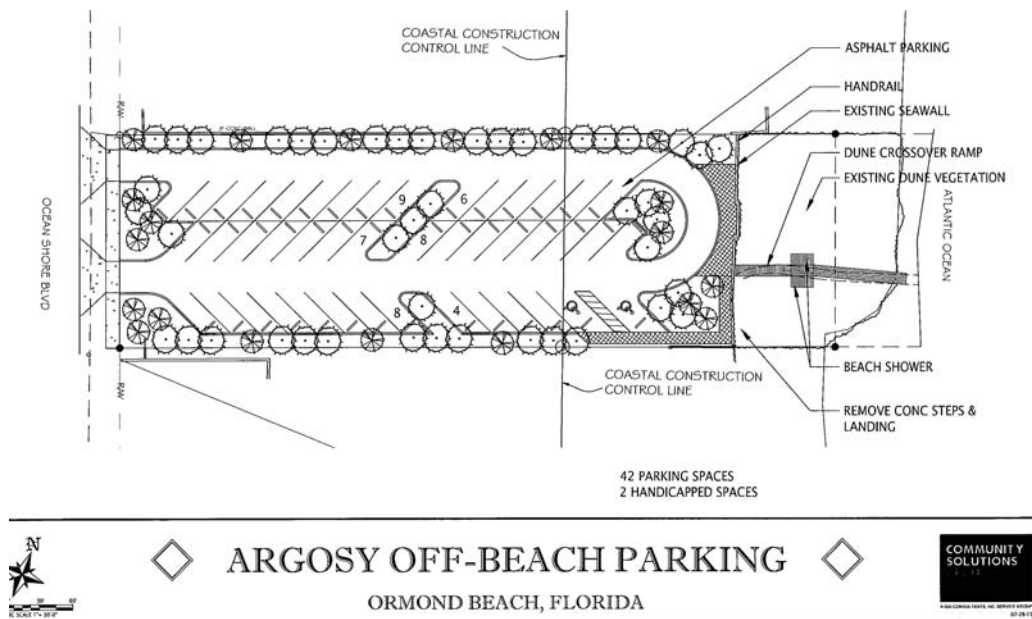 COASTAL CONSTRUCTION
CONTROL LINE
ASPHALT PARKING
HANDRAIL
EXISTING SEAWALL
DUNE CROSSOVER RAMP
EXISTING DUNE VEGETATION
R/W
OCEAN SHORE BLVD
ATLANTIC OCEAN
9
6
7
8
8
4
R/W
COASTAL CONSTRUCTION
CONTROL LINE
BEACH SHOWER
REMOVE CONC STEPS &
LANDING
42 PARKING SPACES
2 HANDICAPPED SPACES
N
ARGOSY OFF-BEACH PARKING
ORMOND BEACH, FLORIDA
COMMUNITY
SOLUTIONS